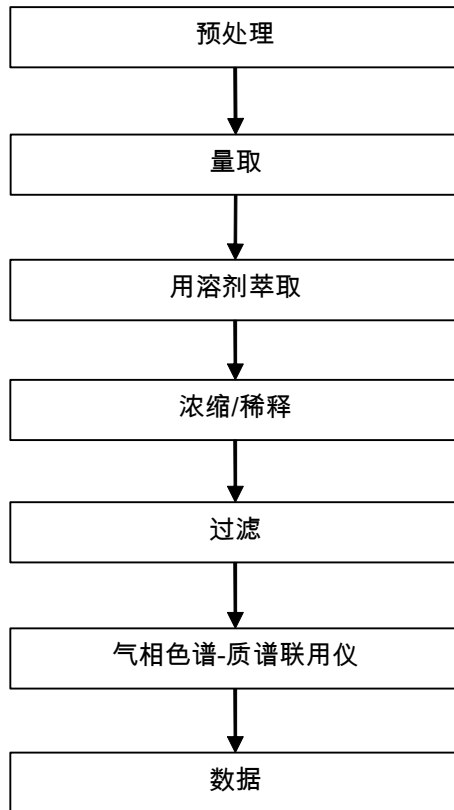 预处理
量取
用溶剂萃取
浓缩/稀释
过滤
气相色谱-质谱联用仪
数据